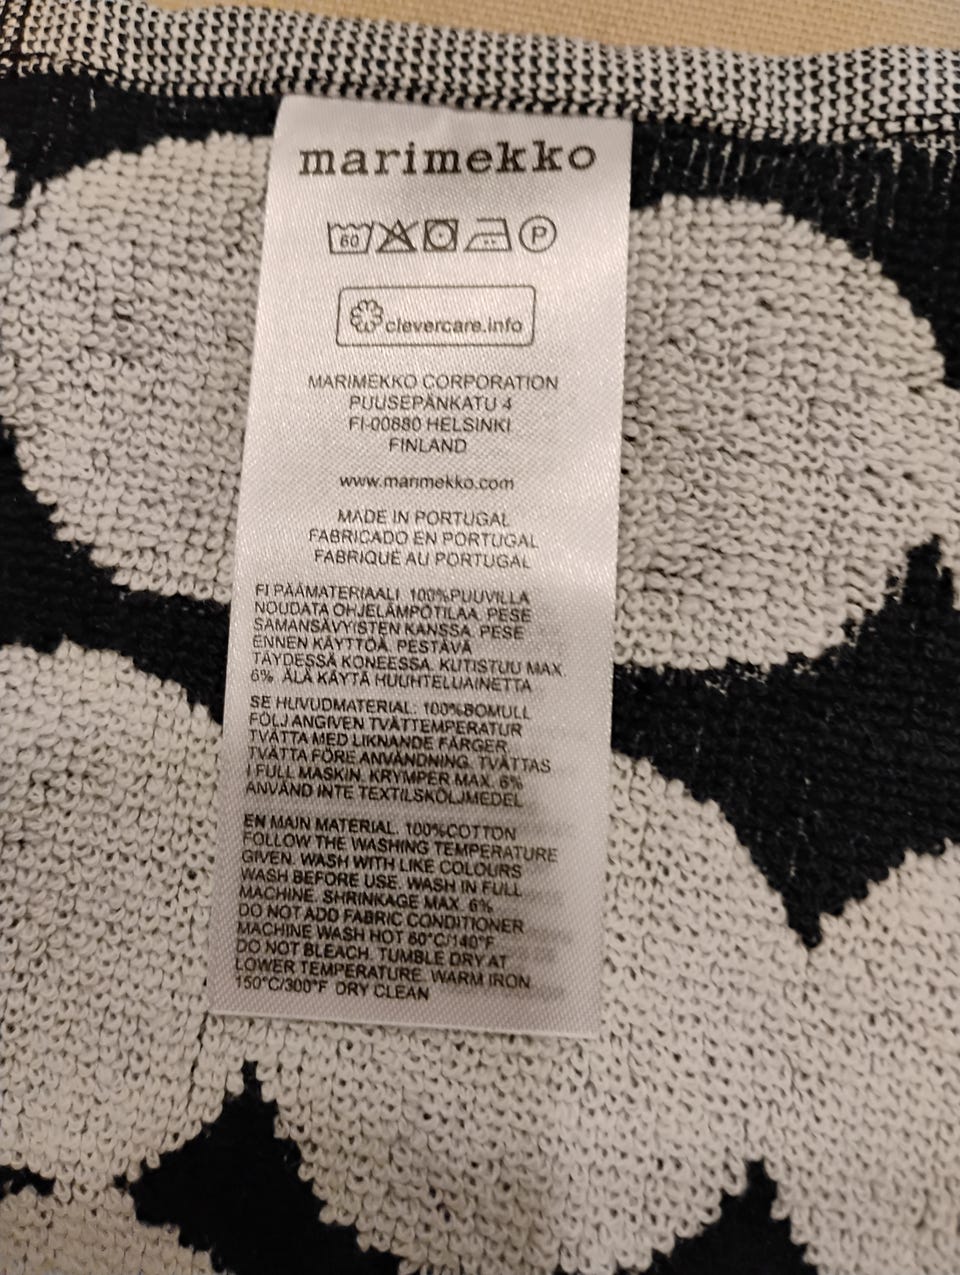 marimekko
60 P
clevercare.info
MARIMEKKO CORPORATION
PUUSEPÄNKATU 4
FI-00880 HELSINKI
FINLAND
www.marimekko.com
MADE IN PORTUGAL
FABRICADO EN PORTUGAL
FABRIQUÉ AU PORTUGAL
FI PÄÄMATERIAALI: 100%PUUVILLA
NOUDATA OHJELÄMPÖTILAA. PESE
SAMANSÄVYISTEN KANSSA. PESE
ENNEN KÄYTTÖÄ. PESTÄVÄ
TÄYDESSÄ KONEESSA. KUTISTUU MAX.
6%. ÄLÄ KÄYTÄ HUUHTELUAINETTA
SE HUVUDMATERIAL: 100%BOMULL
FÖLJ ANGIVEN TVÄTTEMPERATUR
TVÄTTA MED LIKNANDE FÄRGER.
TVÄTTA FÖRE ANVÄNDNING. TVÄTTAS
I FULL MASKIN. KRYMPER MAX. 6%
ANVÄND INTE TEXTILSKÖLJMEDEL
EN MAIN MATERIAL: 100%COTTON
FOLLOW THE WASHING TEMPERATURE
GIVEN. WASH WITH LIKE COLOURS
WASH BEFORE USE. WASH IN FULL
MACHINE. SHRINKAGE MAX. 6%
DO NOT ADD FABRIC CONDITIONER
MACHINE WASH HOT 60°C/140°F
DO NOT BLEACH. TUMBLE DRY AT
LOWER TEMPERATURE. WARM IRON
150°C/300°F DRY CLEAN